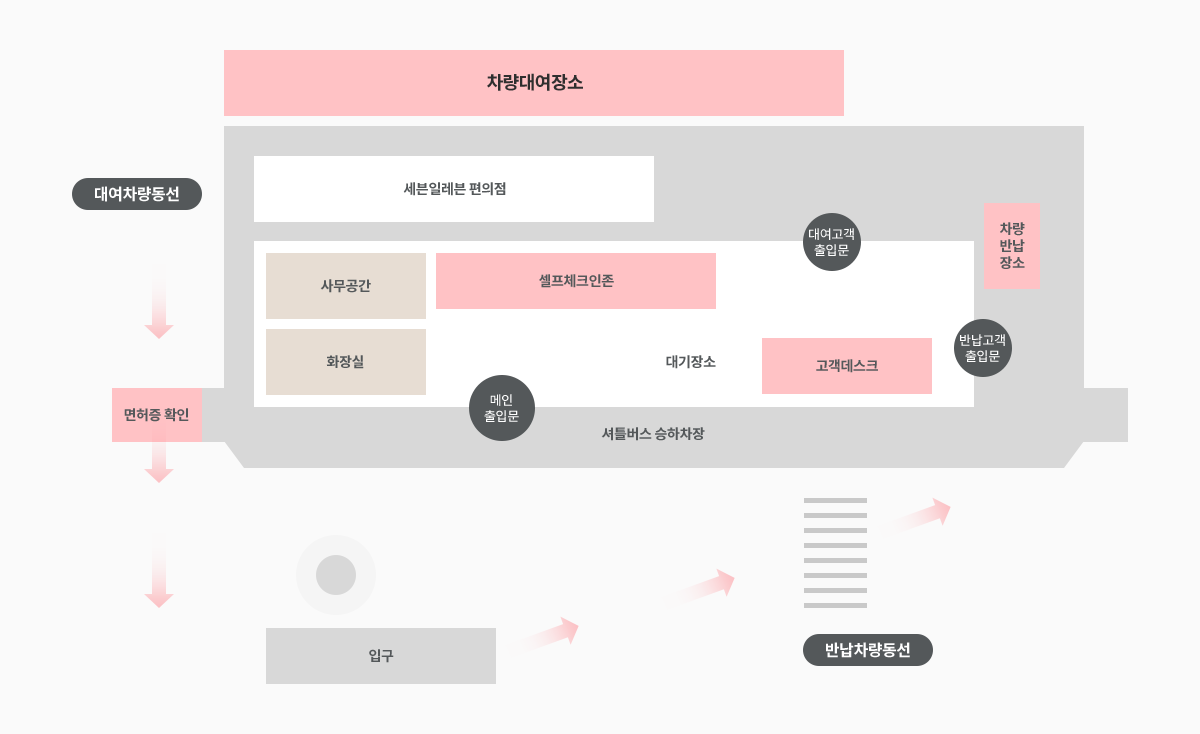 차량대여장소
세븐일레븐 편의점
대여차량동선
대여고객
출입문
차량
반납
장소
사무공간
셀프체크인존
반납고객
출입문
화장실
대기장소
고객데스크
메인
출입문
면허증 확인
셔틀버스 승하차장
입구
반납차량동선